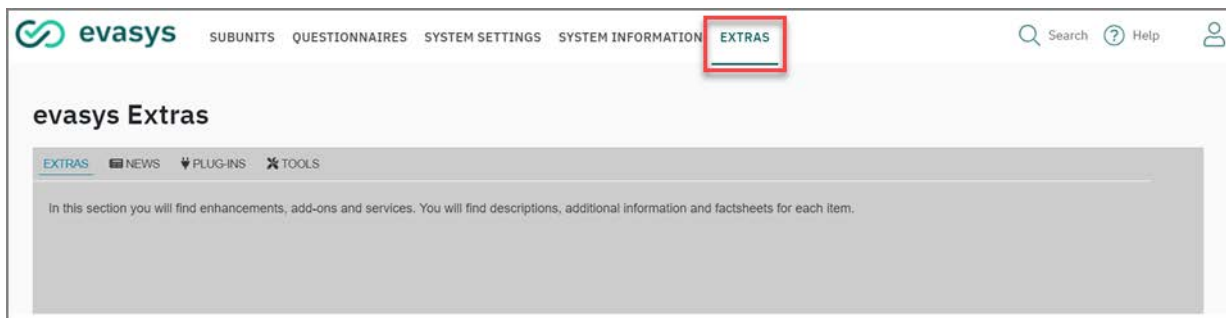 evasys SUBUNITS QUESTIONNAIRES SYSTEM SETTINGS SYSTEM INFORMATION EXTRAS Search ? Help
evasys Extras
EXTRAS NEWS PLUG-INS TOOLS
In this section you will find enhancements, add-ons and services. You will find descriptions, additional information and factsheets for each item.